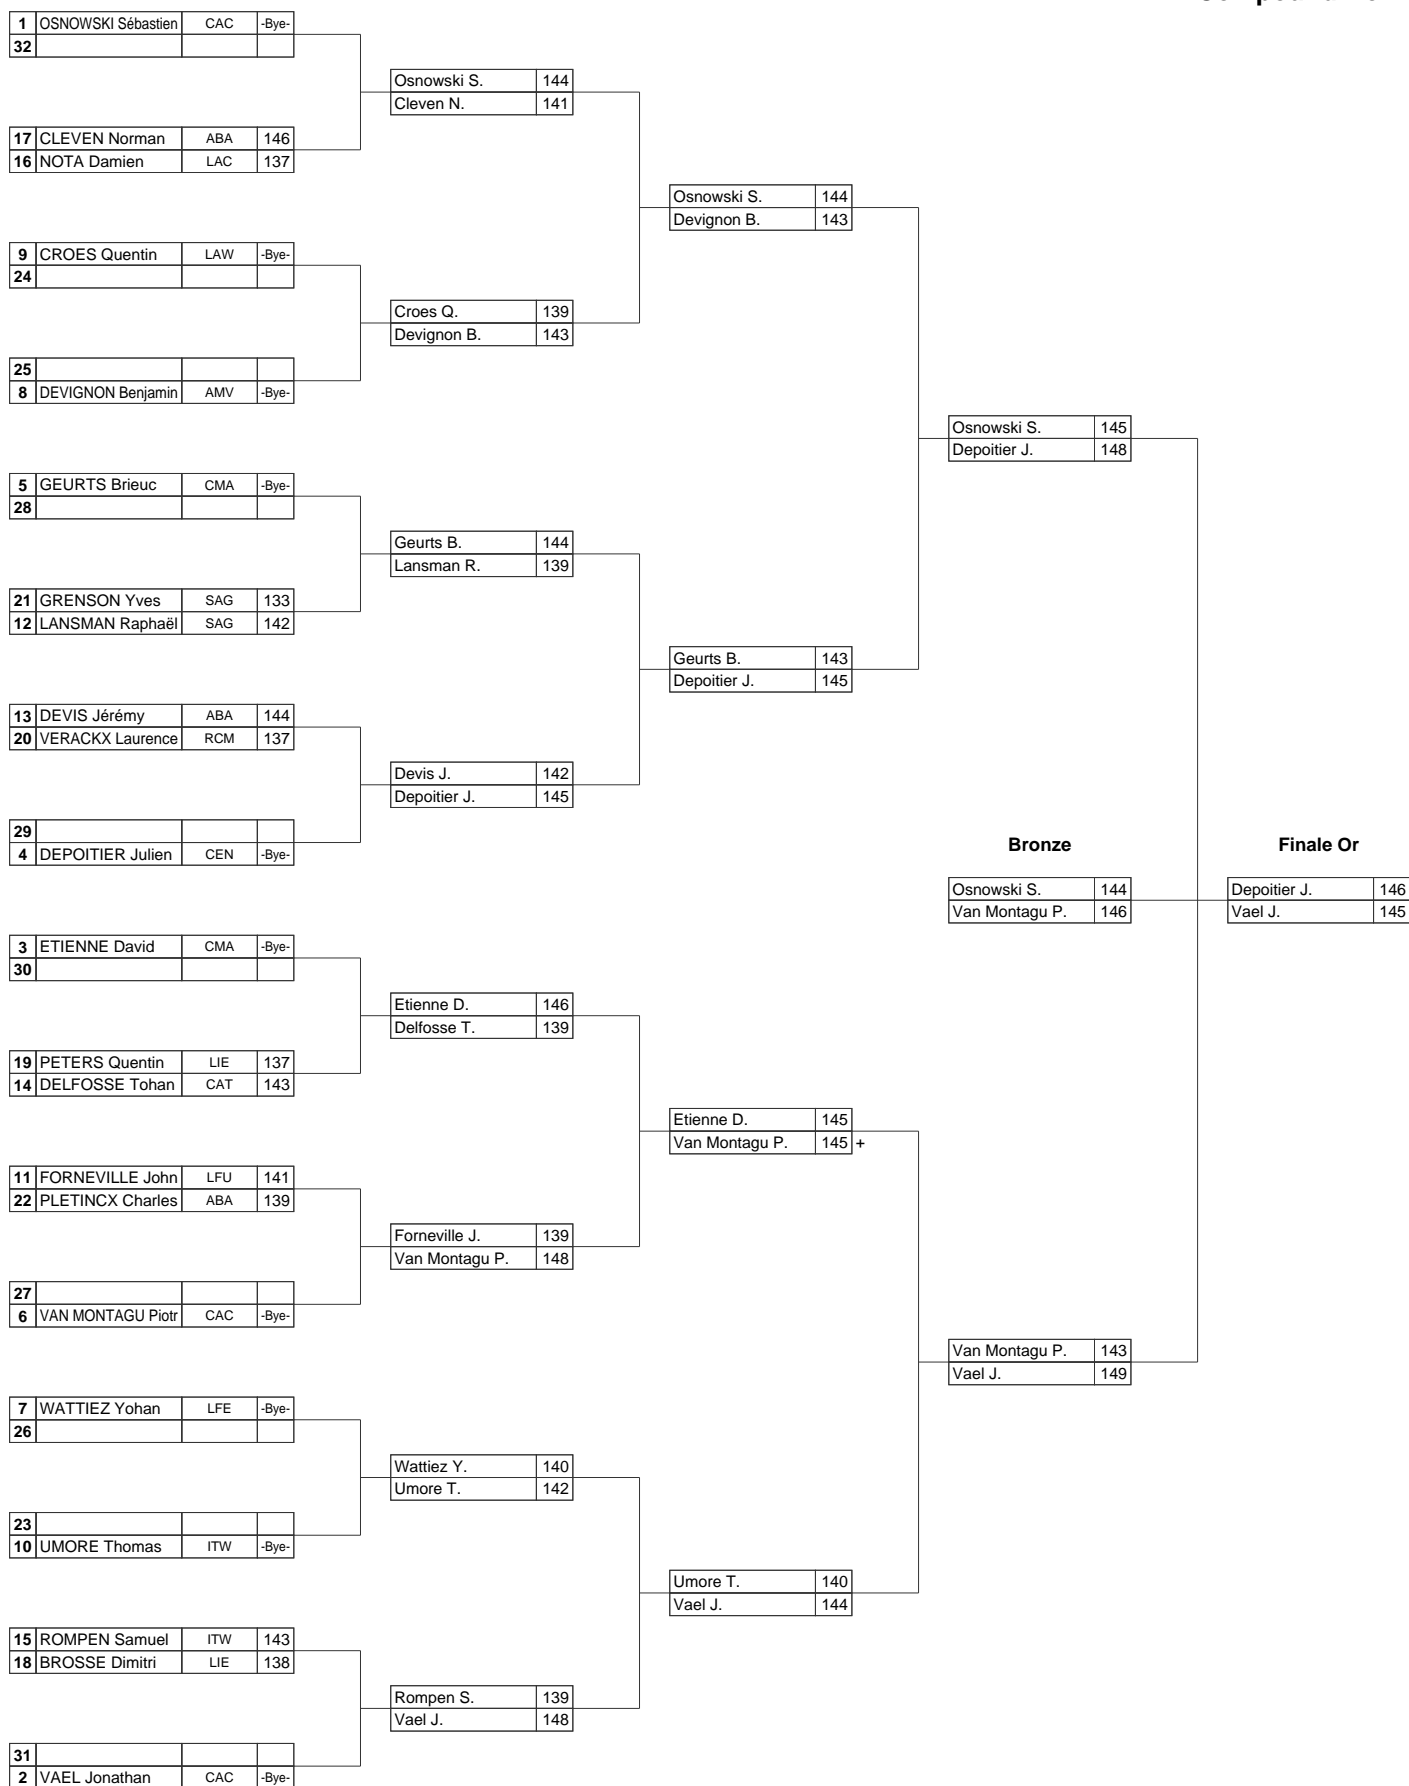 1 OSNOWSKI Sébastien CAC -Bye-
32
Osnowski S. 144
Cleven N. 141
17 CLEVEN Norman ABA 146
16 NOTA Damien LAC 137
Osnowski S. 144
Devignon B. 143
9 CROES Quentin LAW -Bye-
24
Croes Q. 139
Devignon B. 143
25
8 DEVIGNON Benjamin AMV -Bye-
Osnowski S. 145
Depoitier J. 148
5 GEURTS Brieuc CMA -Bye-
28
Geurts B. 144
Lansman R. 139
21 GRENSON Yves SAG 133
12 LANSMAN Raphaël SAG 142
Geurts B. 143
Depoitier J. 145
13 DEVIS Jérémy ABA 144
20 VERACKX Laurence RCM 137
Devis J. 142
Depoitier J. 145
29
4 DEPOITIER Julien CEN -Bye-
Bronze Finale Or
Osnowski S. 144 Depoitier J. 146
Van Montagu P. 146 Vael J. 145
3 ETIENNE David CMA -Bye-
30
Etienne D. 146
Delfosse T. 139
19 PETERS Quentin LIE 137
14 DELFOSSE Tohan CAT 143
Etienne D. 145
Van Montagu P. 145 +
11 FORNEVILLE John LFU 141
22 PLETINCX Charles ABA 139
Forneville J. 139
Van Montagu P. 148
27
6 VAN MONTAGU Piotr CAC -Bye-
Van Montagu P. 143
Vael J. 149
7 WATTIEZ Yohan LFE -Bye-
26
Wattiez Y. 140
Umore T. 142
23
10 UMORE Thomas ITW -Bye-
Umore T. 140
Vael J. 144
15 ROMPEN Samuel ITW 143
18 BROSSE Dimitri LIE 138
Rompen S. 139
Vael J. 148
31
2 VAEL Jonathan CAC -Bye-